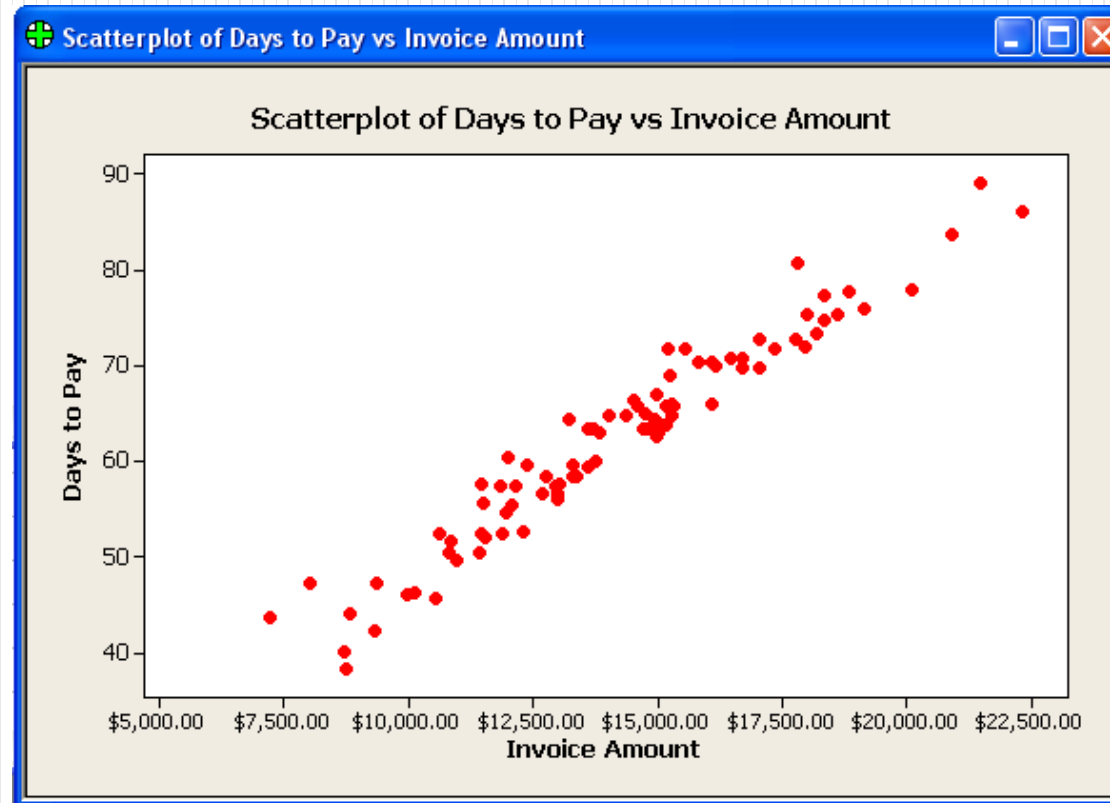 Scatterplot of Days to Pay vs Invoice Amount
Scatterplot of Days to Pay vs Invoice Amount
90
80
70
60
50
40
Days to Pay
$5,000.00 $7,500.00 $10,000.00 $12,500.00 $15,000.00 $17,500.00 $20,000.00 $22,500.00
Invoice Amount